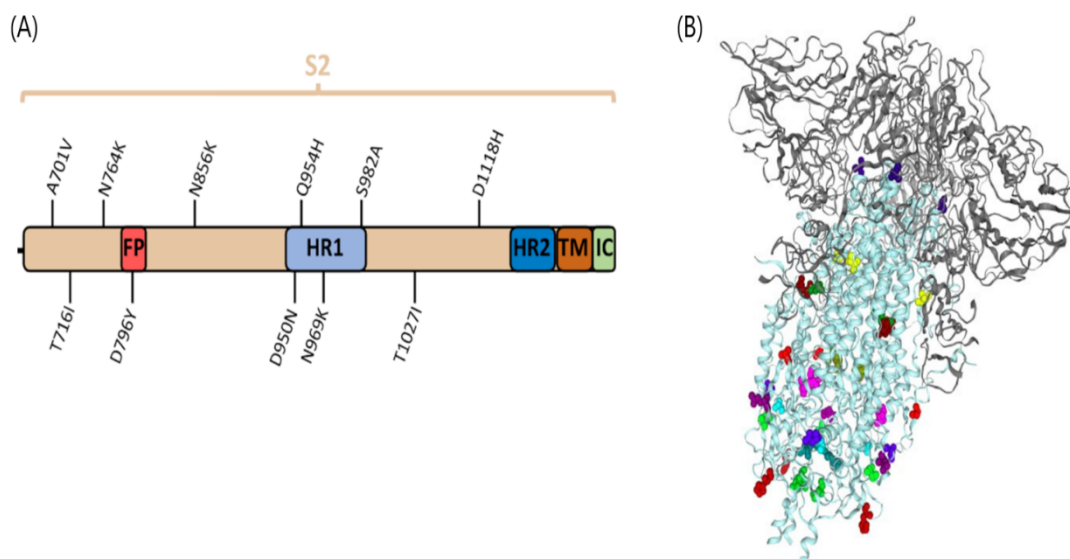 (A)
(B)
S2
A701V
N764K
N856K
Q954H
S982A
D1118H
FP
HR1
HR2
TM
IC
T716I
D796Y
D950N
N969K
T1027I